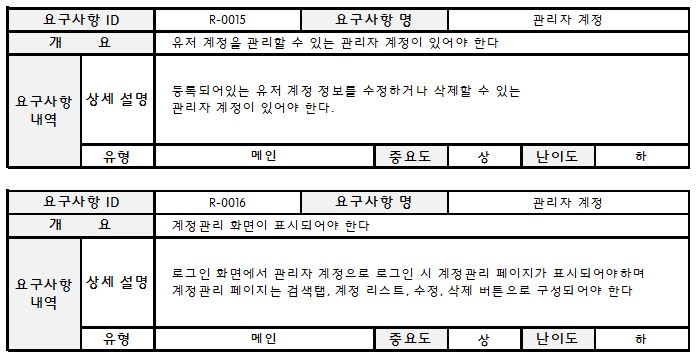 요구사항 ID R-0015 요구사항 명 관리자 계정
개 요 유저 계정을 관리할 수 있는 관리자 계정이 있어야 한다
요구사항 내역 상세 설명 등록되어있는 유저 계정 정보를 수정하거나 삭제할 수 있는
관리자 계정이 있어야 한다.
유형 메인 중요도 상 난이도 하
요구사항 ID R-0016 요구사항 명 관리자 계정
개 요 계정관리 화면이 표시되어야 한다
요구사항 내역 상세 설명 로그인 화면에서 관리자 계정으로 로그인 시 계정관리 페이지가 표시되어야하며
계정관리 페이지는 검색탭, 계정 리스트, 수정, 삭제 버튼으로 구성되어야 한다
유형 메인 중요도 상 난이도 하